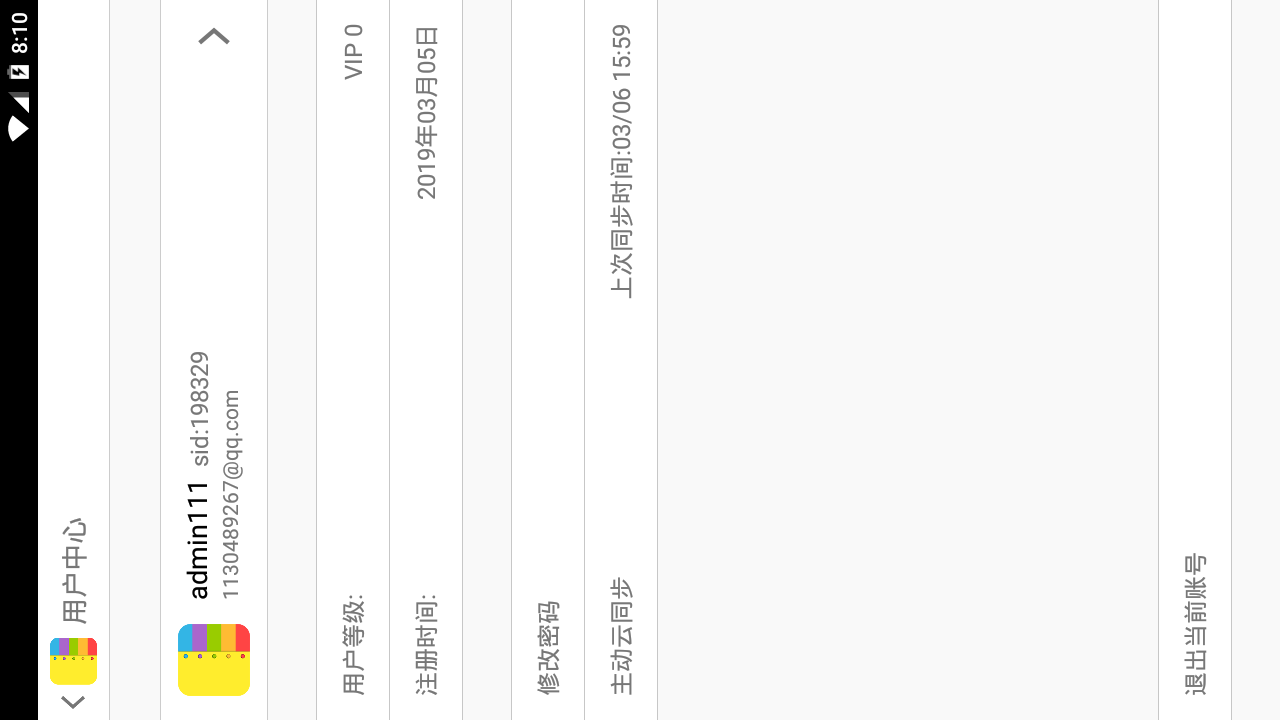 8:10
用户中心
admin111 sid:198329
1130489267@qq.com
用户等级: VIP 0
注册时间: 2019年03月05日
修改密码
主动云同步 上次同步时间:03/06 15:59
退出当前账号